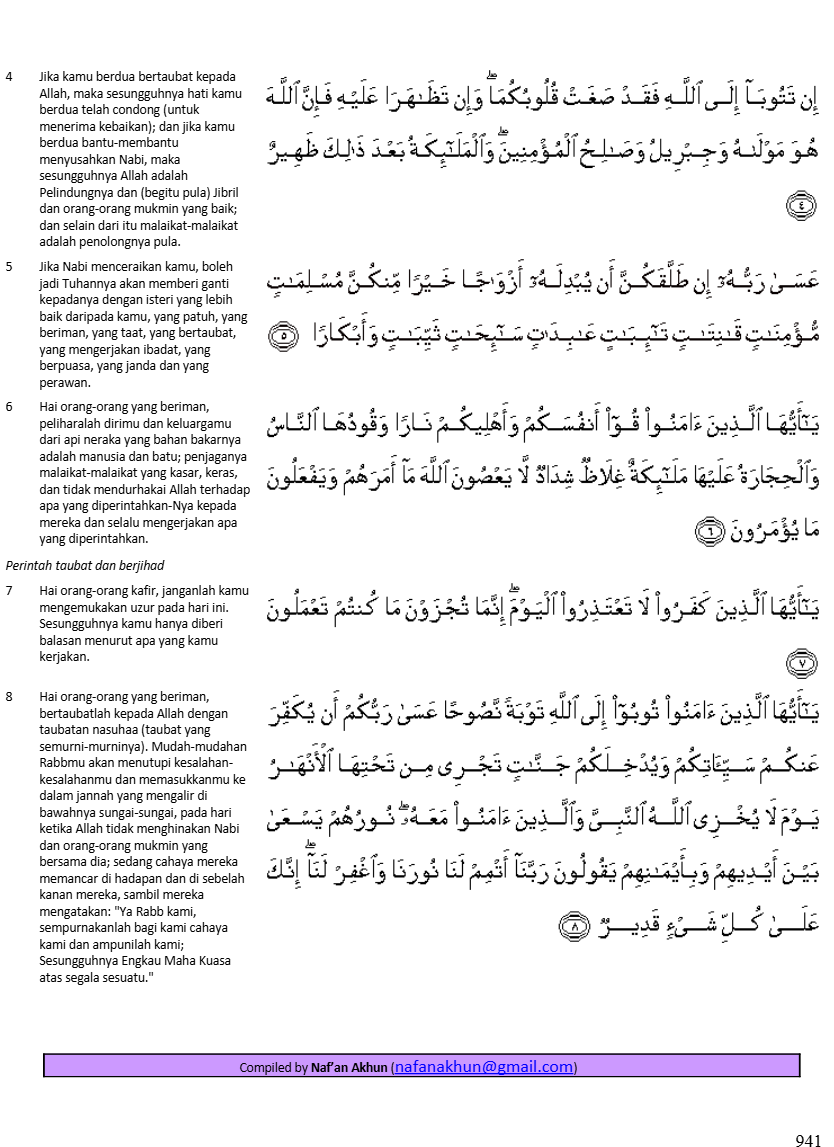 4 Jika kamu berdua bertaubat kepada
Allah, maka sesungguhnya hati kamu
berdua telah condong (untuk
menerima kebaikan); dan jika kamu
berdua bantu-membantu
menyusahkan Nabi, maka
sesungguhnya Allah adalah
Pelindungnya dan (begitu pula) Jibril
dan orang-orang mukmin yang baik;
dan selain dari itu malaikat-malaikat
adalah penolongnya pula.
إِن تَتُوبَآ إِلَى ٱللَّهِ فَقَدْ صَغَتْ قُلُوبُكُمَا ۖ وَإِن تَظَٰهَرَا عَلَيْهِ فَإِنَّ ٱللَّهَ
هُوَ مَوْلَىٰهُ وَجِبْرِيلُ وَصَٰلِحُ ٱلْمُؤْمِنِينَ ۖ وَٱلْمَلَٰٓئِكَةُ بَعْدَ ذَٰلِكَ ظَهِيرٌ
٤
5 Jika Nabi menceraikan kamu, boleh
jadi Tuhannya akan memberi ganti
kepadanya dengan isteri yang lebih
baik daripada kamu, yang patuh, yang
beriman, yang taat, yang bertaubat,
yang mengerjakan ibadat, yang
berpuasa, yang janda dan yang
perawan.
عَسَىٰ رَبُّهُۥٓ إِن طَلَّقَكُنَّ أَن يُبْدِلَهُۥٓ أَزْوَٰجًا خَيْرًا مِّنكُنَّ مُسْلِمَٰتٍ
مُّؤْمِنَٰتٍ قَٰنِتَٰتٍ تَٰٓئِبَٰتٍ عَٰبِدَٰتٍ سَٰٓئِحَٰتٍ ثَيِّبَٰتٍ وَأَبْكَارًا ٥
6 Hai orang-orang yang beriman,
peliharalah dirimu dan keluargamu
dari api neraka yang bahan bakarnya
adalah manusia dan batu; penjaganya
malaikat-malaikat yang kasar, keras,
dan tidak mendurhakai Allah terhadap
apa yang diperintahkan-Nya kepada
mereka dan selalu mengerjakan apa
yang diperintahkan.
يَٰٓأَيُّهَا ٱلَّذِينَ ءَامَنُوا۟ قُوٓا۟ أَنفُسَكُمْ وَأَهْلِيكُمْ نَارًا وَقُودُهَا ٱلنَّاسُ
وَٱلْحِجَارَةُ عَلَيْهَا مَلَٰٓئِكَةٌ غِلَاظٌ شِدَادٌ لَّا يَعْصُونَ ٱللَّهَ مَآ أَمَرَهُمْ وَيَفْعَلُونَ
مَا يُؤْمَرُونَ ٦
Perintah taubat dan berjihad
7 Hai orang-orang kafir, janganlah kamu
mengemukakan uzur pada hari ini.
Sesungguhnya kamu hanya diberi
balasan menurut apa yang kamu
kerjakan.
يَٰٓأَيُّهَا ٱلَّذِينَ كَفَرُوا۟ لَا تَعْتَذِرُوا۟ ٱلْيَوْمَ ۖ إِنَّمَا تُجْزَوْنَ مَا كُنتُمْ تَعْمَلُونَ
٧
8 Hai orang-orang yang beriman,
bertaubatlah kepada Allah dengan
taubatan nasuhaa (taubat yang
semurni-murninya). Mudah-mudahan
Rabbmu akan menutupi kesalahan-
kesalahanmu dan memasukkanmu ke
dalam jannah yang mengalir di
bawahnya sungai-sungai, pada hari
ketika Allah tidak menghinakan Nabi
dan orang-orang mukmin yang
bersama dia; sedang cahaya mereka
memancar di hadapan dan di sebelah
kanan mereka, sambil mereka
mengatakan: "Ya Rabb kami,
sempurnakanlah bagi kami cahaya
kami dan ampunilah kami;
Sesungguhnya Engkau Maha Kuasa
atas segala sesuatu."
يَٰٓأَيُّهَا ٱلَّذِينَ ءَامَنُوا۟ تُوبُوٓا۟ إِلَى ٱللَّهِ تَوْبَةً نَّصُوحًا عَسَىٰ رَبُّكُمْ أَن يُكَفِّرَ
عَنكُمْ سَيِّـَٔاتِكُمْ وَيُدْخِلَكُمْ جَنَّٰتٍ تَجْرِى مِن تَحْتِهَا ٱلْأَنْهَٰرُ
يَوْمَ لَا يُخْزِى ٱللَّهُ ٱلنَّبِىَّ وَٱلَّذِينَ ءَامَنُوا۟ مَعَهُۥ ۖ نُورُهُمْ يَسْعَىٰ
بَيْنَ أَيْدِيهِمْ وَبِأَيْمَٰنِهِمْ يَقُولُونَ رَبَّنَآ أَتْمِمْ لَنَا نُورَنَا وَٱغْفِرْ لَنَآ ۖ إِنَّكَ
عَلَىٰ كُلِّ شَىْءٍ قَدِيرٌ ٨
Compiled by Naf'an Akhun (nafanakhun@gmail.com)
941